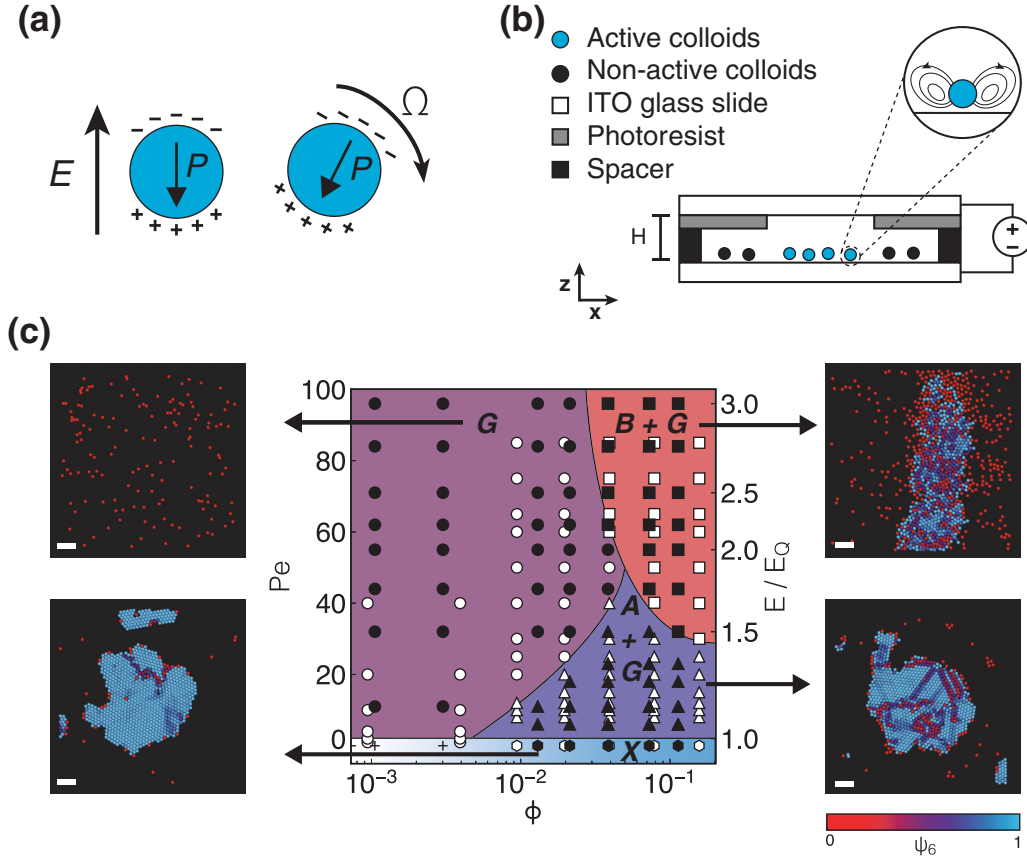 (a)
E
P
P
Ω
(b)
Active colloids
Non-active colloids
ITO glass slide
Photoresist
Spacer
H
z
x
(c)
Pe
100
80
60
40
20
0
G
B + G
A
+
G
X
3.0
2.5
2.0
1.5
1.0
E / E_Q
10⁻³
10⁻²
10⁻¹
ϕ
0
1
ψ₆